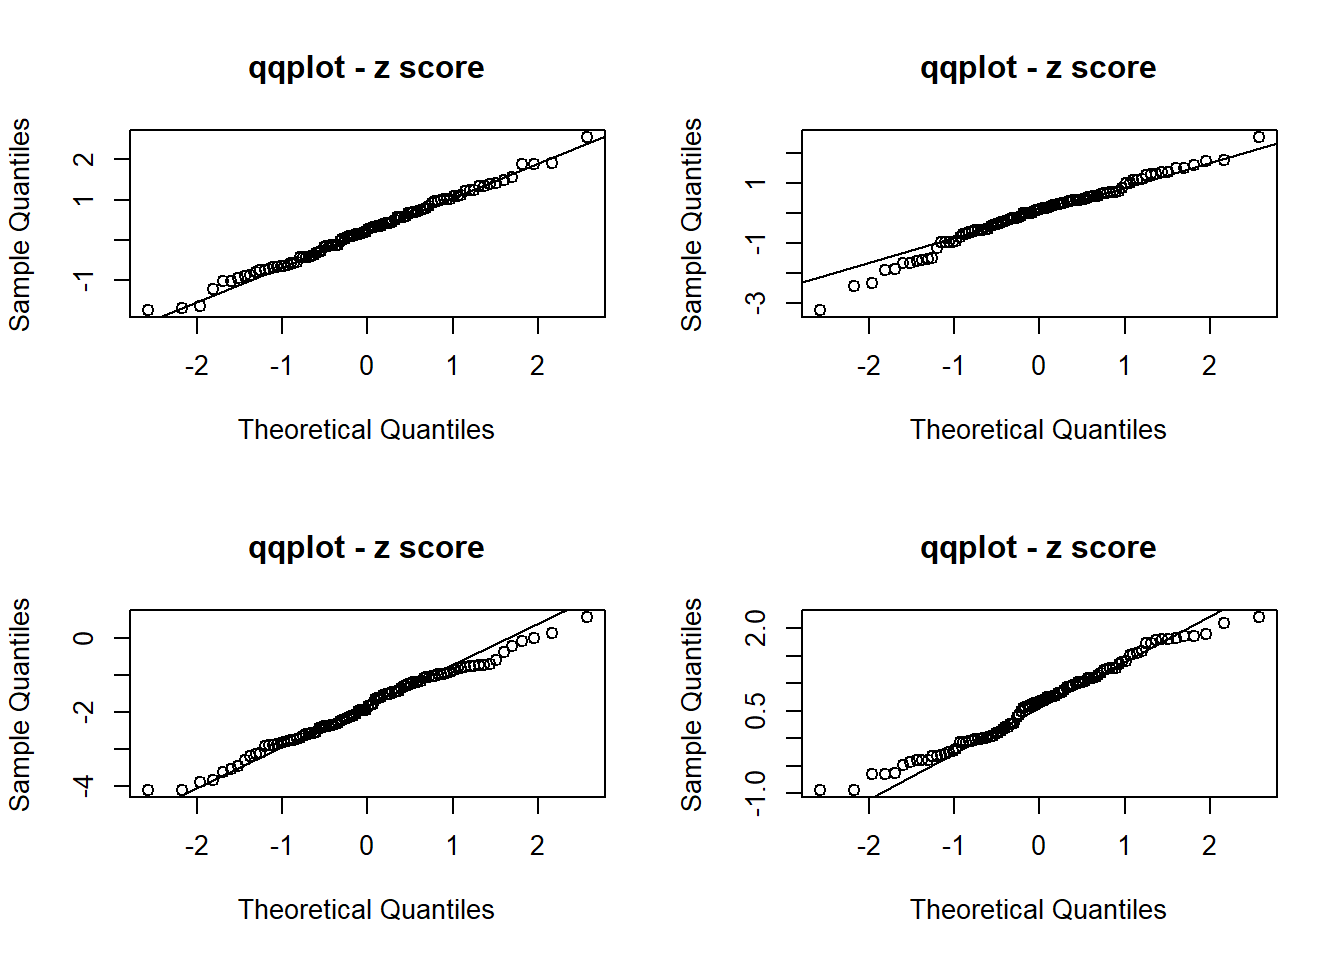 qqplot - z score
Sample Quantiles
2
1
-1
-2 -1 0 1 2
Theoretical Quantiles
qqplot - z score
Sample Quantiles
1
-1
-3
-2 -1 0 1 2
Theoretical Quantiles
qqplot - z score
Sample Quantiles
0
-2
-4
-2 -1 0 1 2
Theoretical Quantiles
qqplot - z score
Sample Quantiles
2.0
0.5
-1.0
-2 -1 0 1 2
Theoretical Quantiles